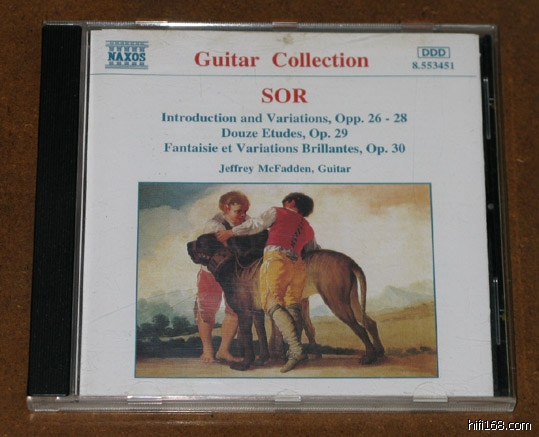 NAXOS
Guitar Collection
DDD
8.553451
SOR
Introduction and Variations, Opp. 26 - 28
Douze Etudes, Op. 29
Fantaisie et Variations Brillantes, Op. 30
Jeffrey McFadden, Guitar
hifi168.com